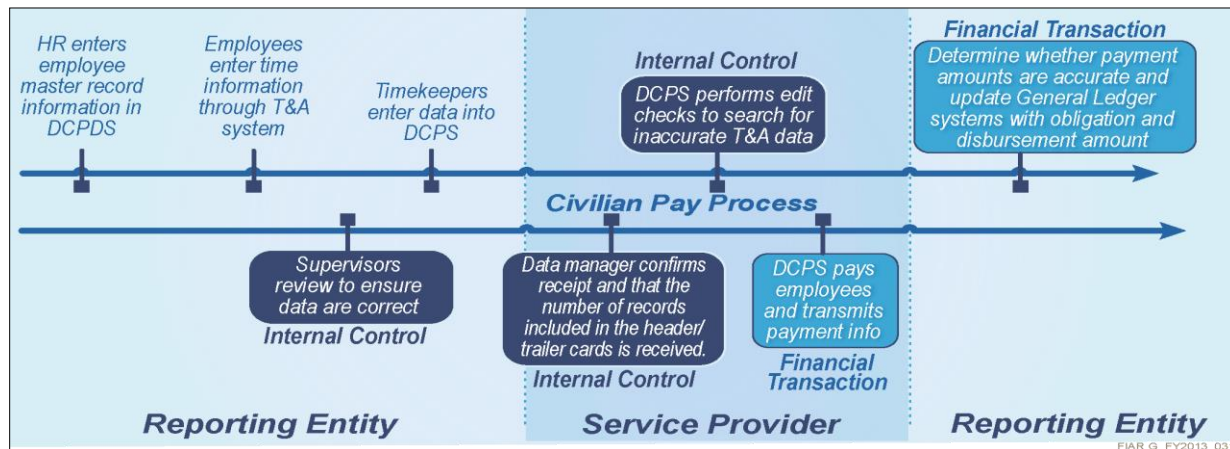 HR enters
employee
master record
information in
DCPDS
Employees
enter time
information
through T&A
system
Timekeepers
enter data into
DCPS
Internal Control
DCPS performs edit
checks to search for
inaccurate T&A data
Financial Transaction
Determine whether payment
amounts are accurate and
update General Ledger
systems with obligation and
disbursement amount
Civilian Pay Process
Supervisors
review to ensure
data are correct
Internal Control
Data manager confirms
receipt and that the
number of records
included in the header/
trailer cards is received.
Internal Control
DCPS pays
employees
and transmits
payment info
Financial
Transaction
Reporting Entity
Service Provider
Reporting Entity
FIAR G_FY2013_03